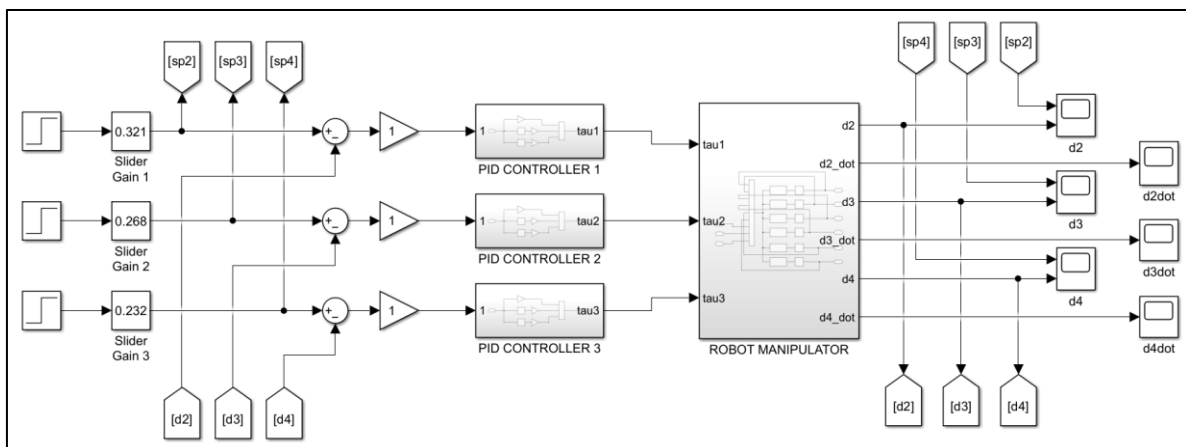 [sp2]
[sp3]
[sp4]
[sp4]
[sp3]
[sp2]
0.321
Slider
Gain 1
1
1
tau1
PID CONTROLLER 1
tau1
d2
d2
d2_dot
d2dot
0.268
Slider
Gain 2
1
1
tau2
PID CONTROLLER 2
tau2
d3
d3
d3_dot
d3dot
0.232
Slider
Gain 3
1
1
tau3
PID CONTROLLER 3
tau3
d4
d4
d4_dot
d4dot
ROBOT MANIPULATOR
[d2]
[d3]
[d4]
[d2]
[d3]
[d4]